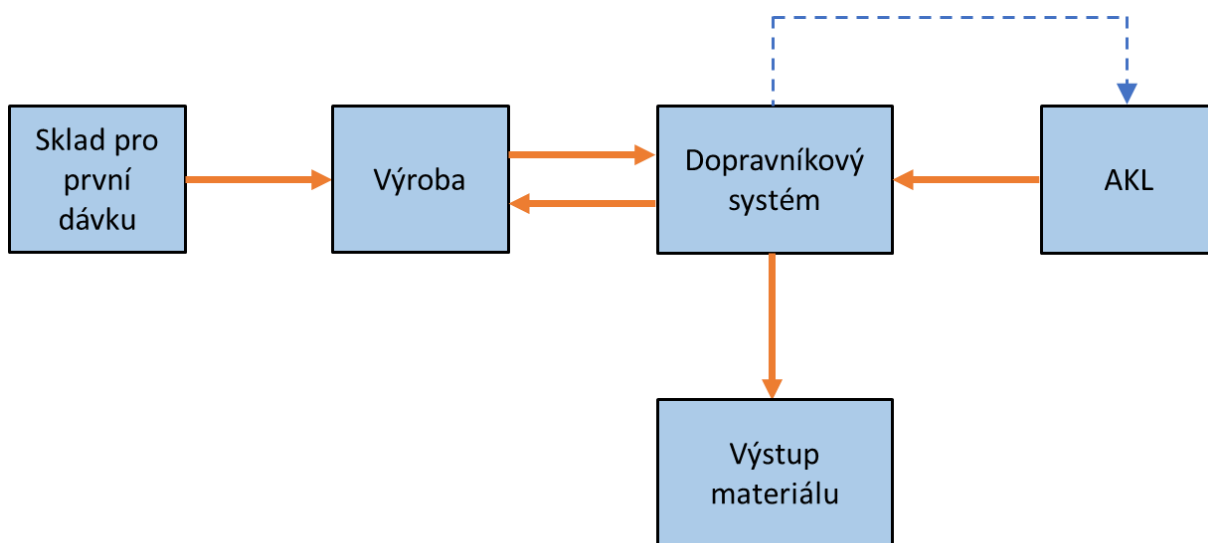 Sklad pro
první
dávku
Výroba
Dopravníkový
systém
AKL
Výstup
materiálu